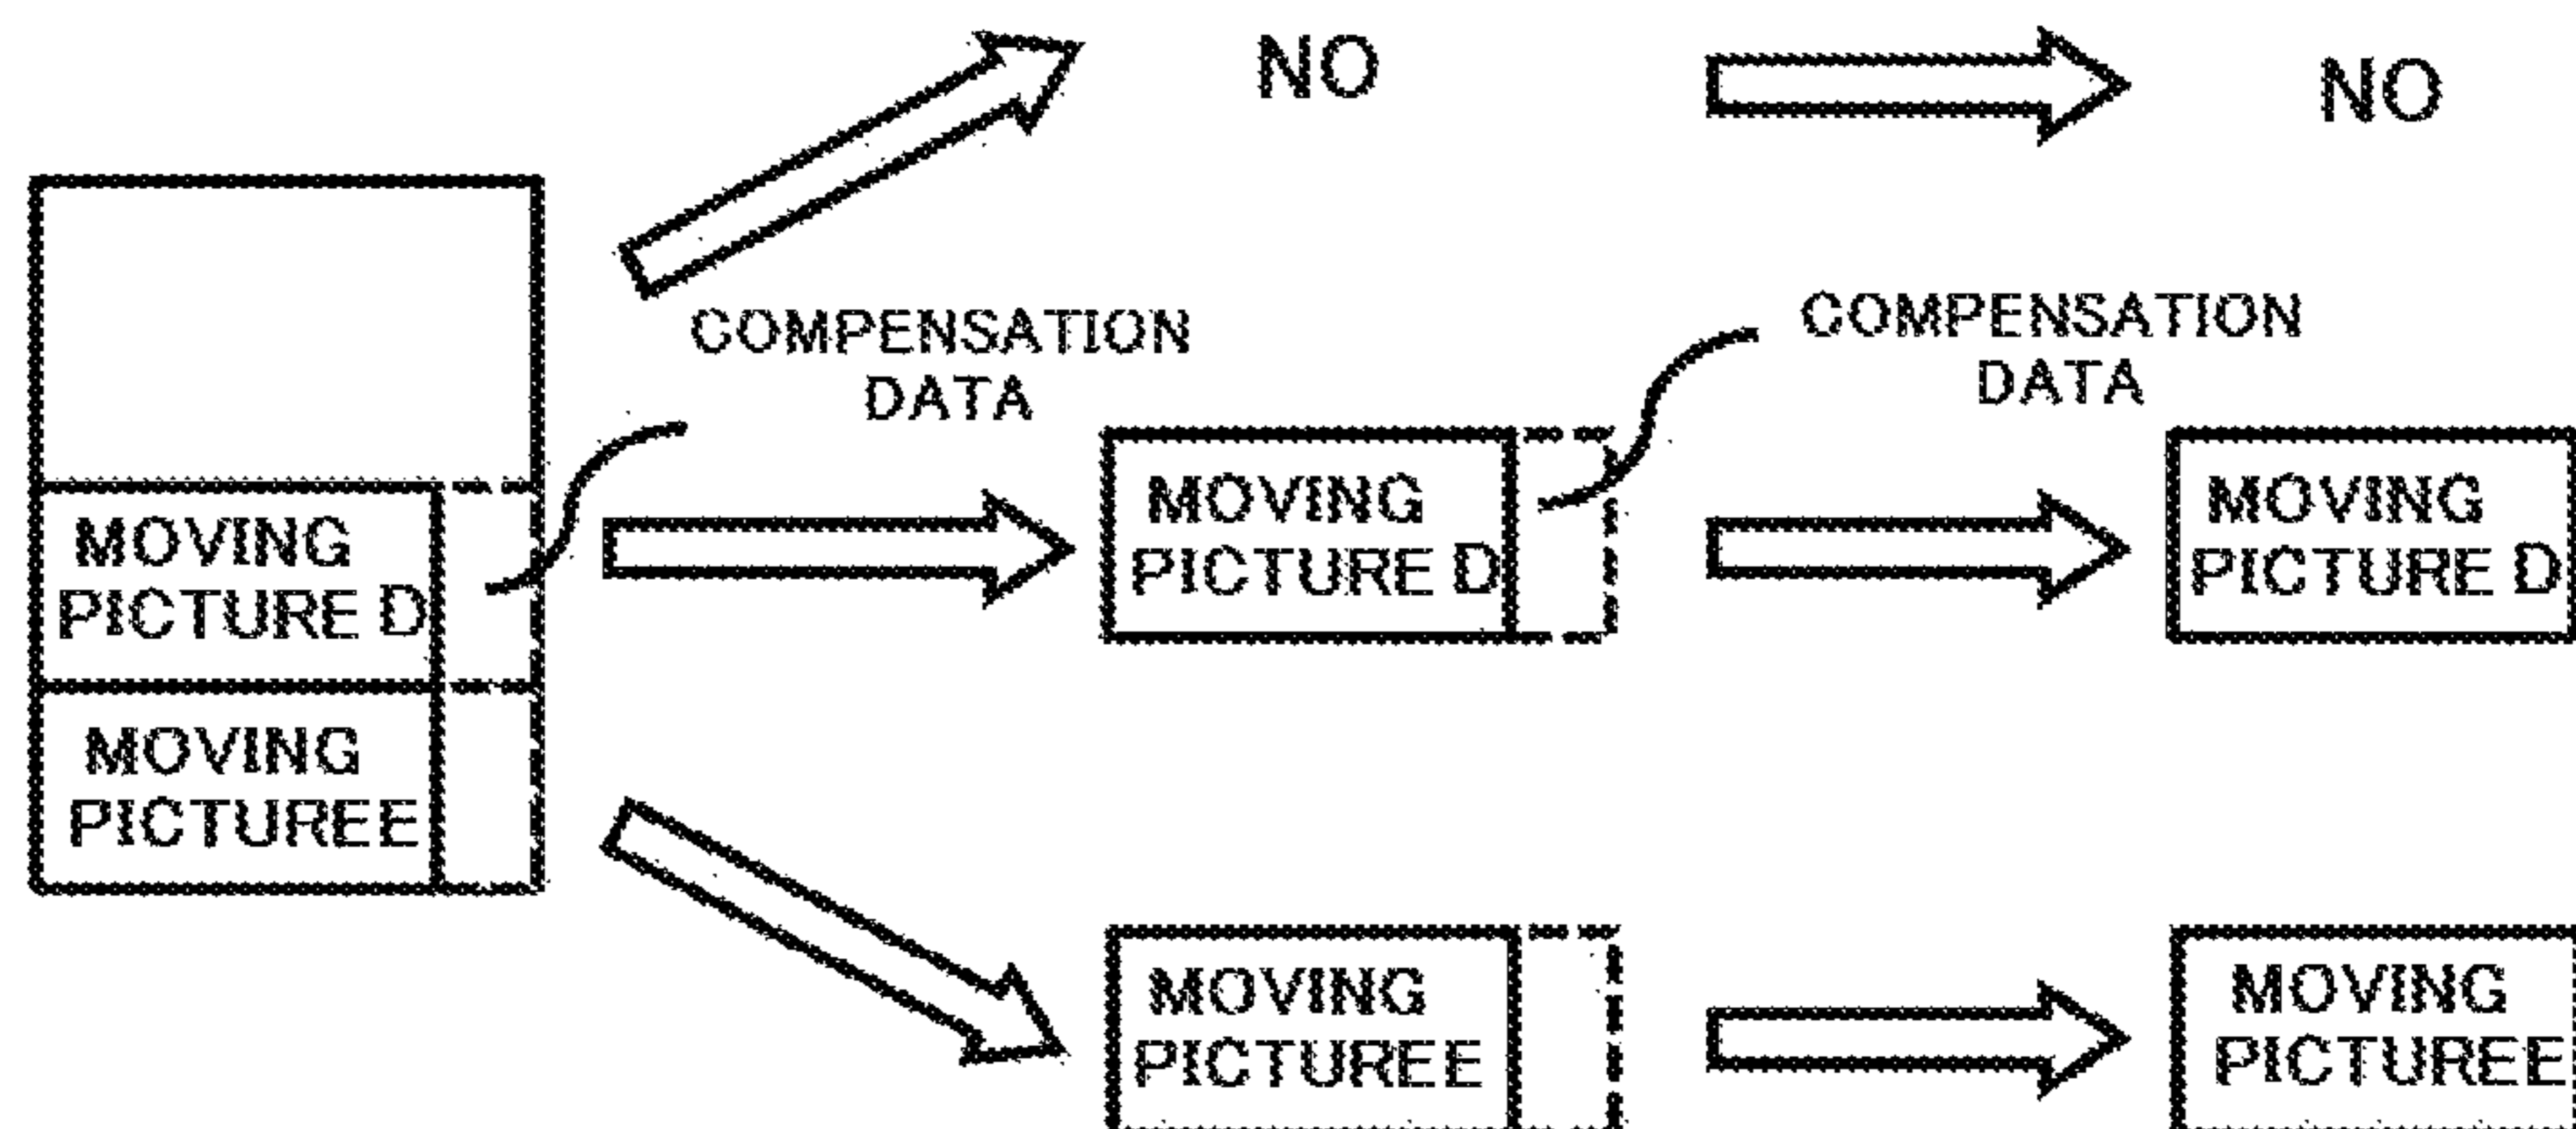 NO
NO
COMPENSATION
DATA
COMPENSATION
DATA
MOVING
PICTURE D
MOVING
PICTURE D
MOVING
PICTURE D
MOVING
PICTUREE
MOVING
PICTUREE
MOVING
PICTUREE